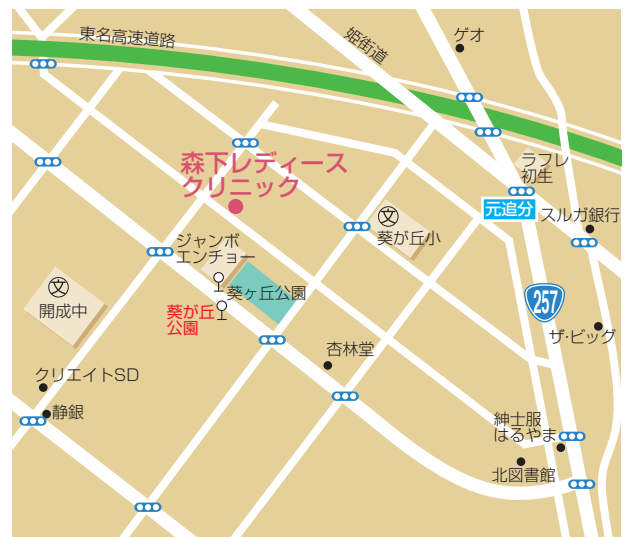 東名高速道路
姫街道
ゲオ
森下レディース
クリニック
ラフレ
初生
元追分
スルガ銀行
文
葵が丘小
ジャンボ
エンチョー
葵ヶ丘公園
葵が丘
公園
文
開成中
257
ザ・ビッグ
杏林堂
クリエイトSD
静銀
紳士服
はるやま
北図書館